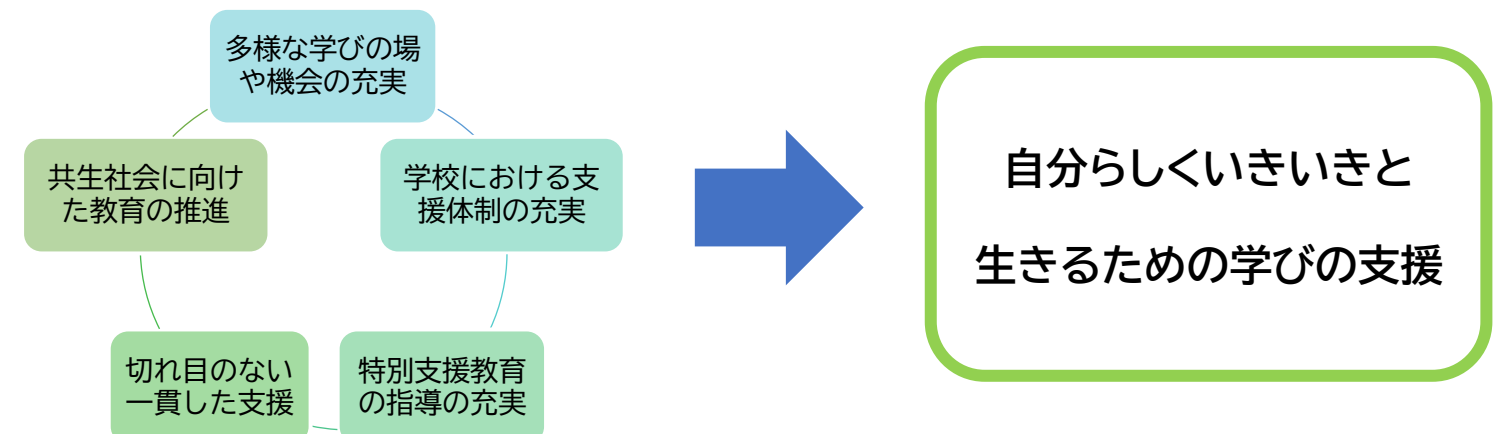 多様な学びの場
や機会の充実
共生社会に向け
た教育の推進
学校における支
援体制の充実
切れ目のない
一貫した支援
特別支援教育
の指導の充実
自分らしくいきいきと
生きるための学びの支援